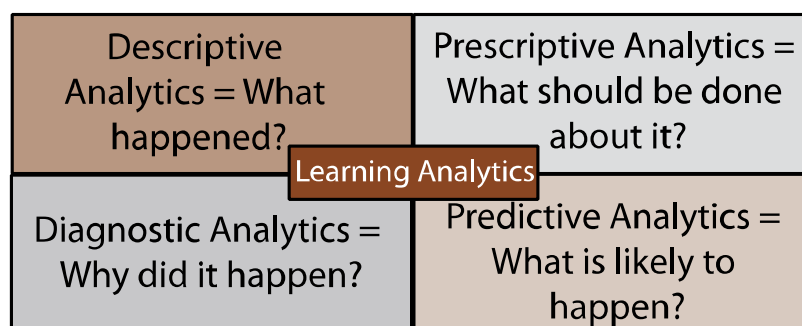 Descriptive
Analytics = What
happened?
Prescriptive Analytics =
What should be done
about it?
Learning Analytics
Diagnostic Analytics =
Why did it happen?
Predictive Analytics =
What is likely to
happen?